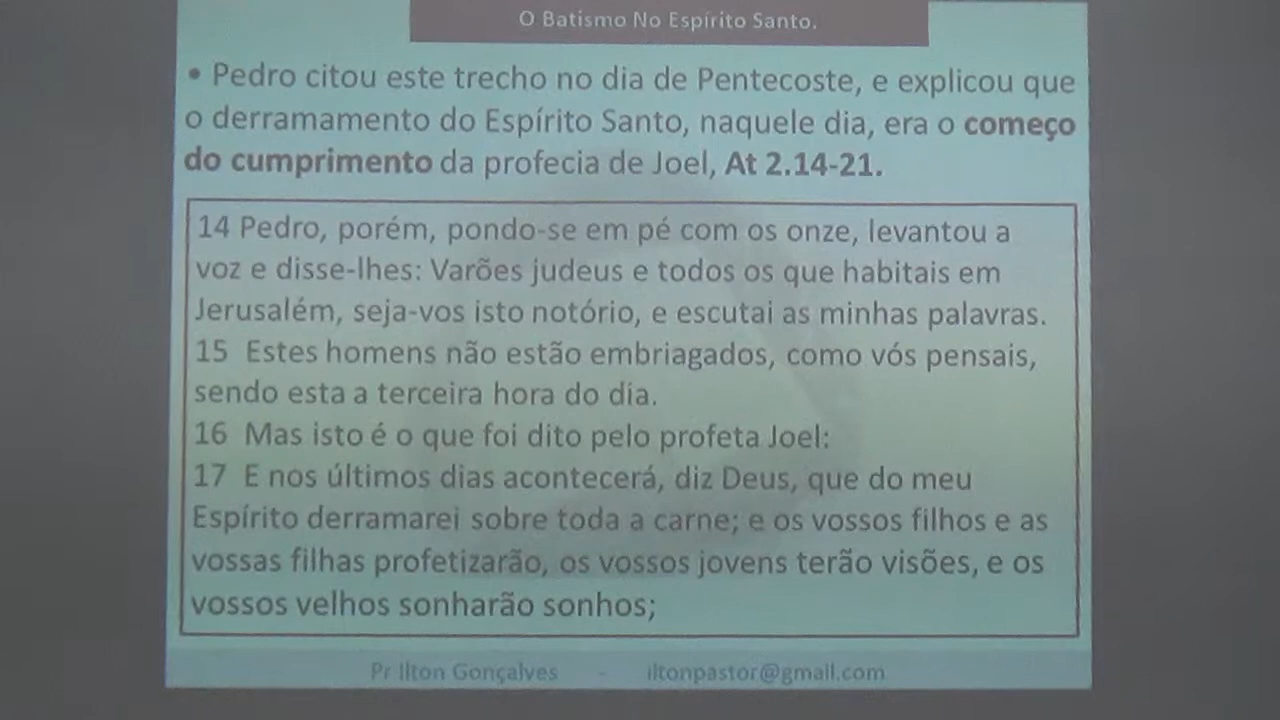 O Batismo No Espírito Santo.
• Pedro citou este trecho no dia de Pentecoste, e explicou que
o derramamento do Espírito Santo, naquele dia, era o começo
do cumprimento da profecia de Joel, At 2.14-21.
14 Pedro, porém, pondo-se em pé com os onze, levantou a
voz e disse-lhes: Varões judeus e todos os que habitais em
Jerusalém, seja-vos isto notório, e escutai as minhas palavras.
15 Estes homens não estão embriagados, como vós pensais,
sendo esta a terceira hora do dia.
16 Mas isto é o que foi dito pelo profeta Joel:
17 E nos últimos dias acontecerá, diz Deus, que do meu
Espírito derramarei sobre toda a carne; e os vossos filhos e as
vossas filhas profetizarão, os vossos jovens terão visões, e os
vossos velhos sonharão sonhos;
Pr Ilton Gonçalves - iltonpastor@gmail.com